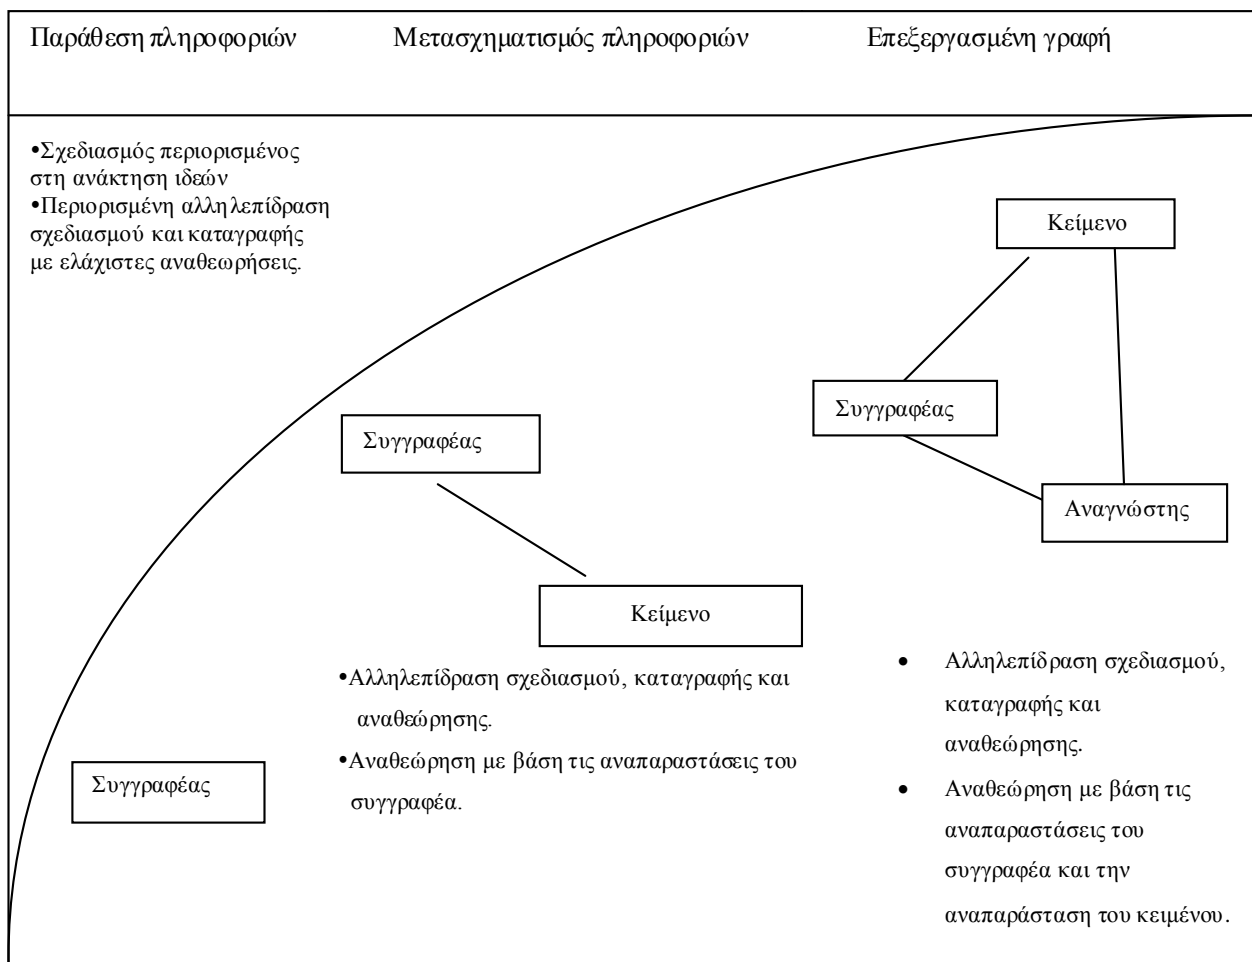 Παράθεση πληροφοριών
Μετασχηματισμός πληροφοριών
Επεξεργασμένη γραφή
•Σχεδιασμός περιορισμένος
στη ανάκτηση ιδεών
•Περιορισμένη αλληλεπίδραση
σχεδιασμού και καταγραφής
με ελάχιστες αναθεωρήσεις.
Συγγραφέας
Συγγραφέας
Κείμενο
•Αλληλεπίδραση σχεδιασμού, καταγραφής και
αναθεώρησης.
•Αναθεώρηση με βάση τις αναπαραστάσεις του
συγγραφέα.
Κείμενο
Συγγραφέας
Αναγνώστης
• Αλληλεπίδραση σχεδιασμού,
καταγραφής και
αναθεώρησης.
• Αναθεώρηση με βάση τις
αναπαραστάσεις του
συγγραφέα και την
αναπαράσταση του κειμένου.